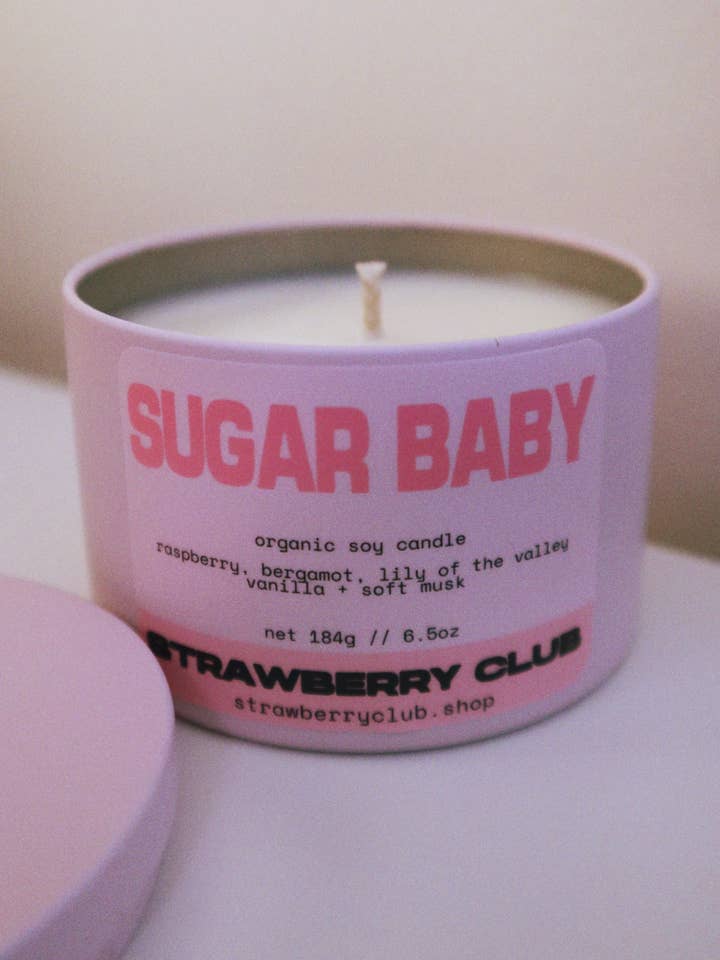 SUGAR BABY
organic soy candle
raspberry, bergamot, lily of the valley
vanilla + soft musk
net 184g // 6.5oz
STRAWBERRY CLUB
strawberryclub.shop